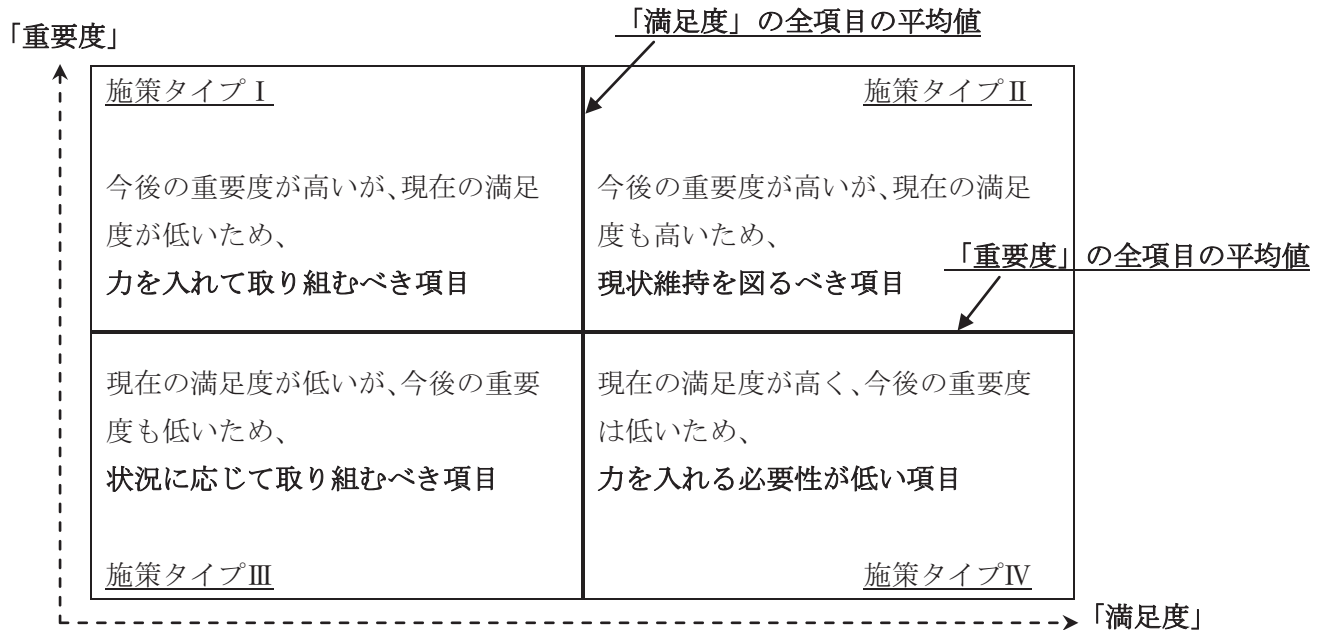 「満足度」の全項目の平均値
「重要度」
施策タイプⅠ
施策タイプⅡ
今後の重要度が高いが、現在の満足
度が低いため、
力を入れて取り組むべき項目
今後の重要度が高いが、現在の満足
度も高いため、
現状維持を図るべき項目
「重要度」の全項目の平均値
現在の満足度が低いが、今後の重要
度も低いため、
状況に応じて取り組むべき項目
現在の満足度が高く、今後の重要度
は低いため、
力を入れる必要性が低い項目
施策タイプⅢ
施策タイプⅣ
「満足度」